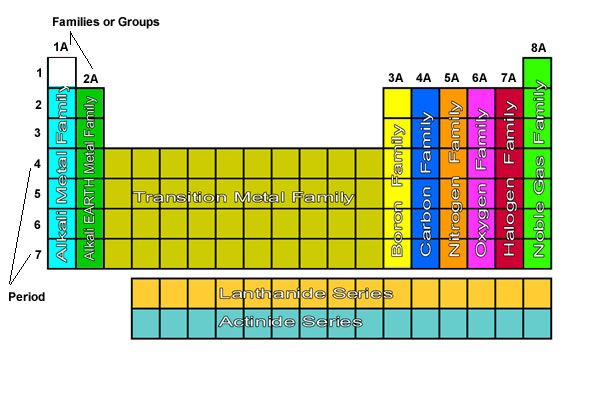 Families or Groups
1A
8A
1
2A
3A 4A 5A 6A 7A
2
3
4
5
6
7
Alkali Metal Family
Alkali EARTH Metal Family
Transition Metal Family
Boron Family
Carbon Family
Nitrogen Family
Oxygen Family
Halogen Family
Noble Gas Family
Period
Lanthanide Series
Actinide Series